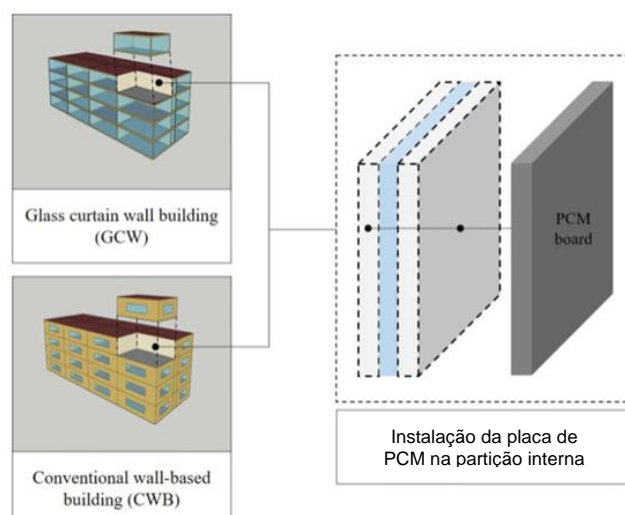 Glass curtain wall building
(GCW)
PCM
board
Conventional wall-based
building (CWB)
Instalação da placa de
PCM na partição interna